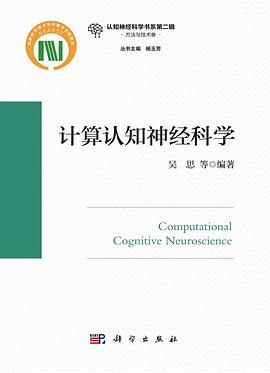 认知神经科学书系第二辑
·方法与技术卷·
丛书主编 杨玉芳
计算认知神经科学
吴 思 等◎编著
Computational
Cognitive Neuroscience
科学出版社